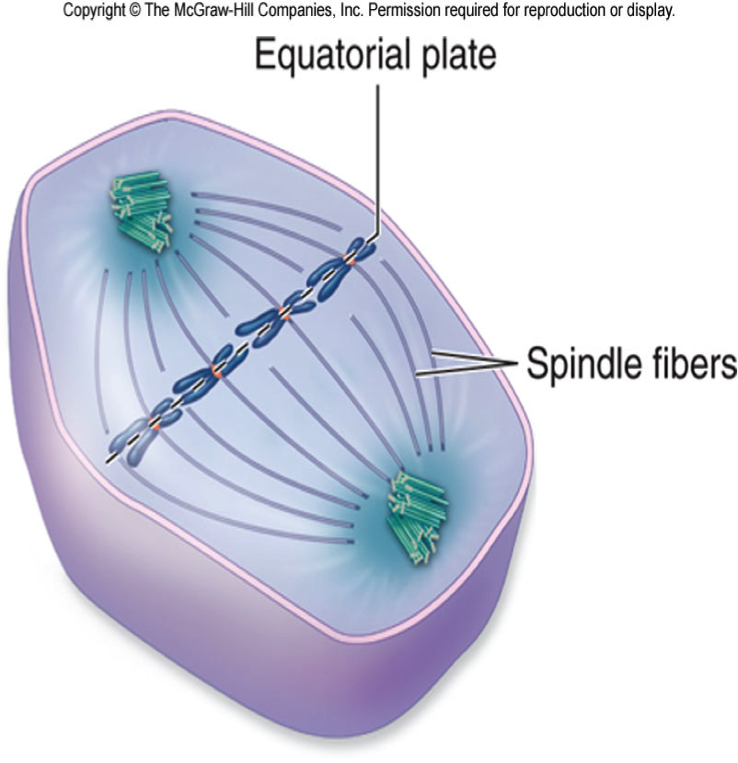 Copyright © The McGraw-Hill Companies, Inc. Permission required for reproduction or display.
Equatorial plate
Spindle fibers